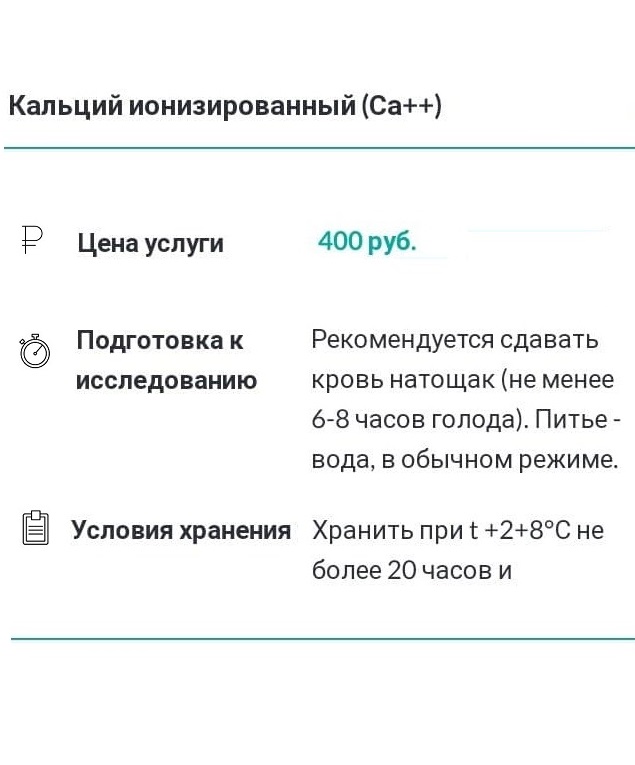 Кальций ионизированный (Са++)
Цена услуги
400 руб.
Подготовка к
исследованию
Рекомендуется сдавать
кровь натощак (не менее
6-8 часов голода). Питье -
вода, в обычном режиме.
Условия хранения
Хранить при t +2+8°С не
более 20 часов и